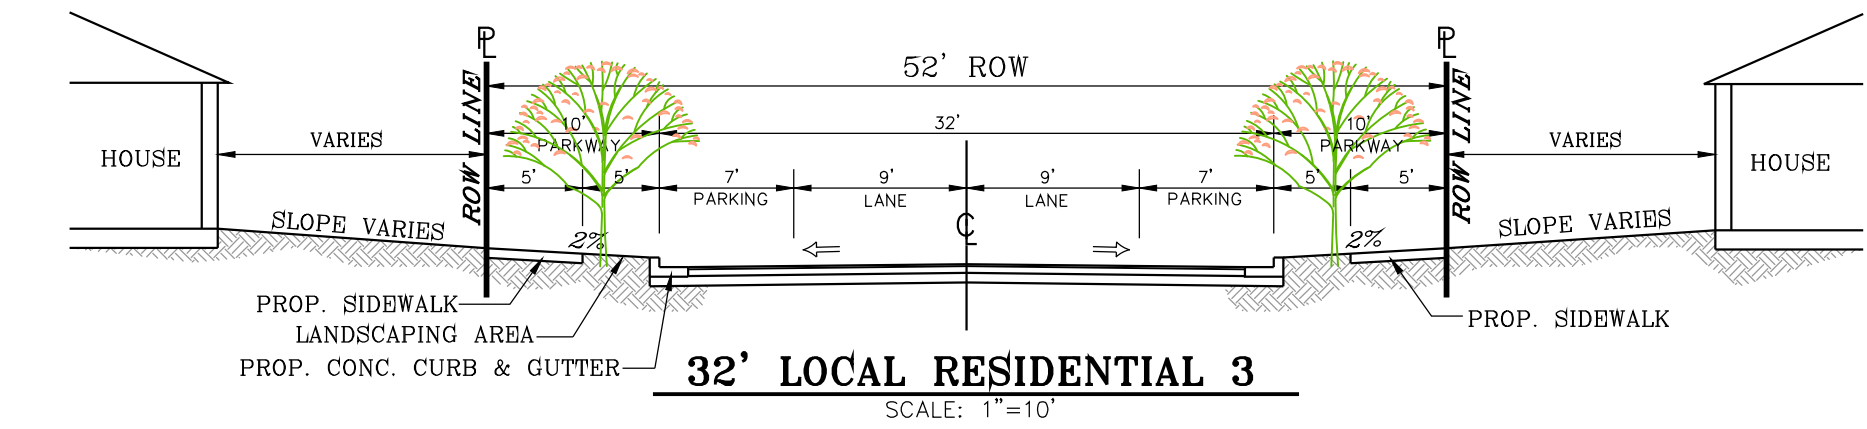 PL PL
52' ROW
ROW LINE ROW LINE
10' 32' 10'
VARIES PARKWAY PARKWAY VARIES
HOUSE HOUSE
5' 5' 7' 9' 9' 7' 5' 5'
PARKING LANE LANE PARKING
SLOPE VARIES CL SLOPE VARIES
2% 2%
PROP. SIDEWALK PROP. SIDEWALK
LANDSCAPING AREA
PROP. CONC. CURB & GUTTER
32' LOCAL RESIDENTIAL 3
SCALE: 1"=10'